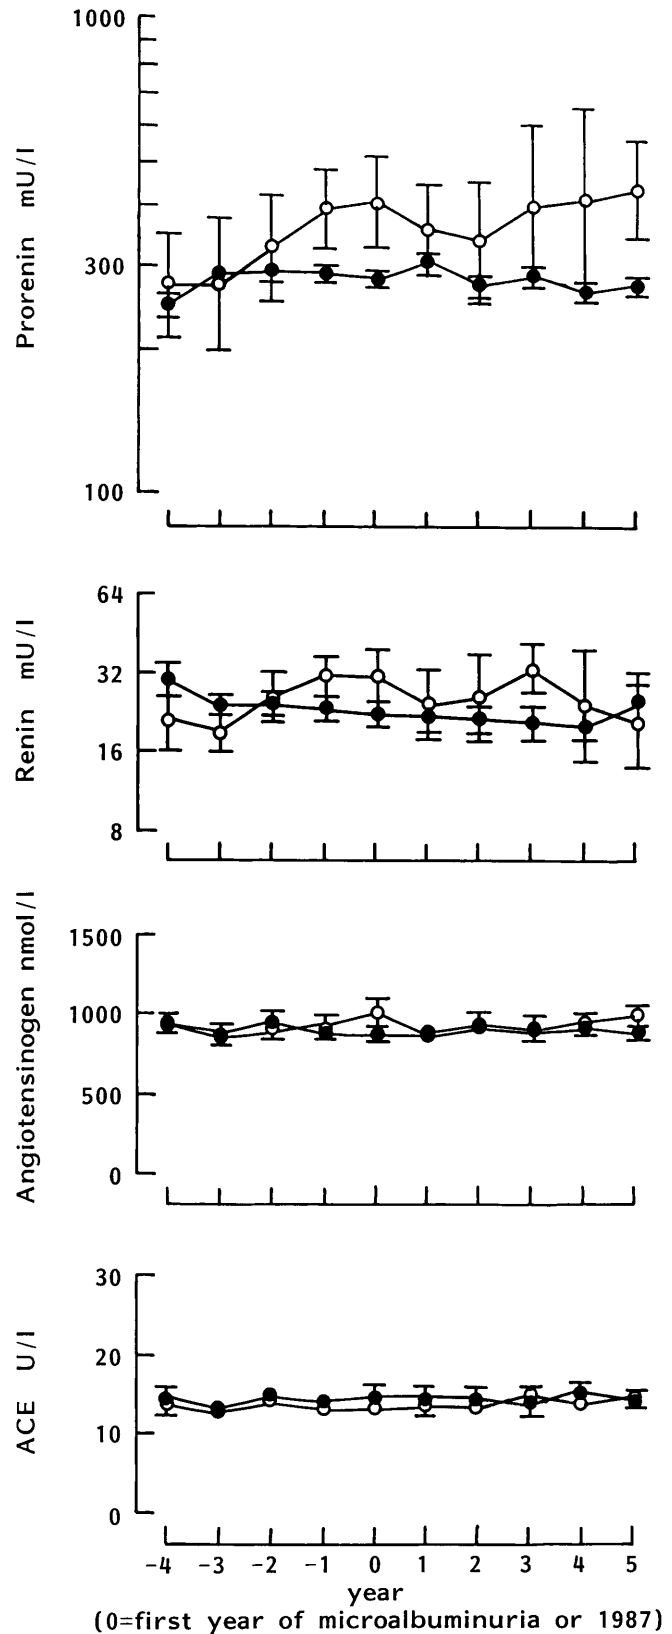 Prorenin mU/l
1000
300
100
Renin mU/l
64
32
16
8
Angiotensinogen nmol/l
1500
1000
500
0
ACE U/l
30
20
10
0
-4 -3 -2 -1 0 1 2 3 4 5
year
(0=first year of microalbuminuria or 1987)